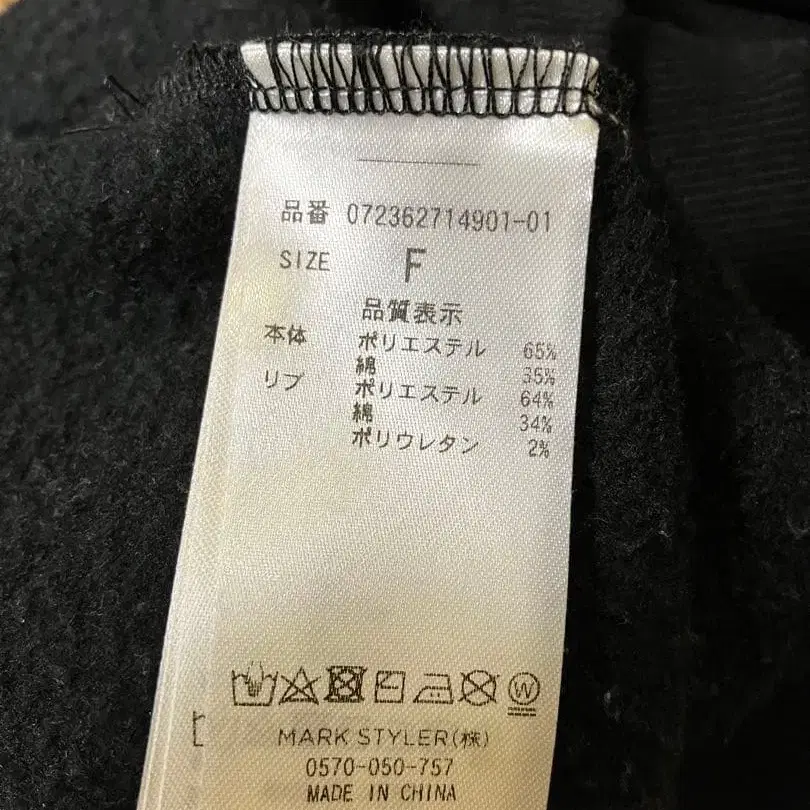 品番 072362714901-01
SIZE F
品質表示
本体 ポリエステル 65%
綿 35%
リブ ポリエステル 64%
綿 34%
ポリウレタン 2%
W
MARK STYLER(株)
0570-050-757
MADE IN CHINA